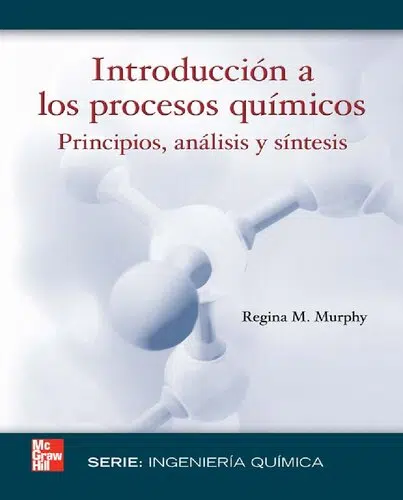 Introducción a
los procesos químicos
Principios, análisis y síntesis
Regina M. Murphy
Mc
Graw
Hill
SERIE: INGENIERÍA QUÍMICA